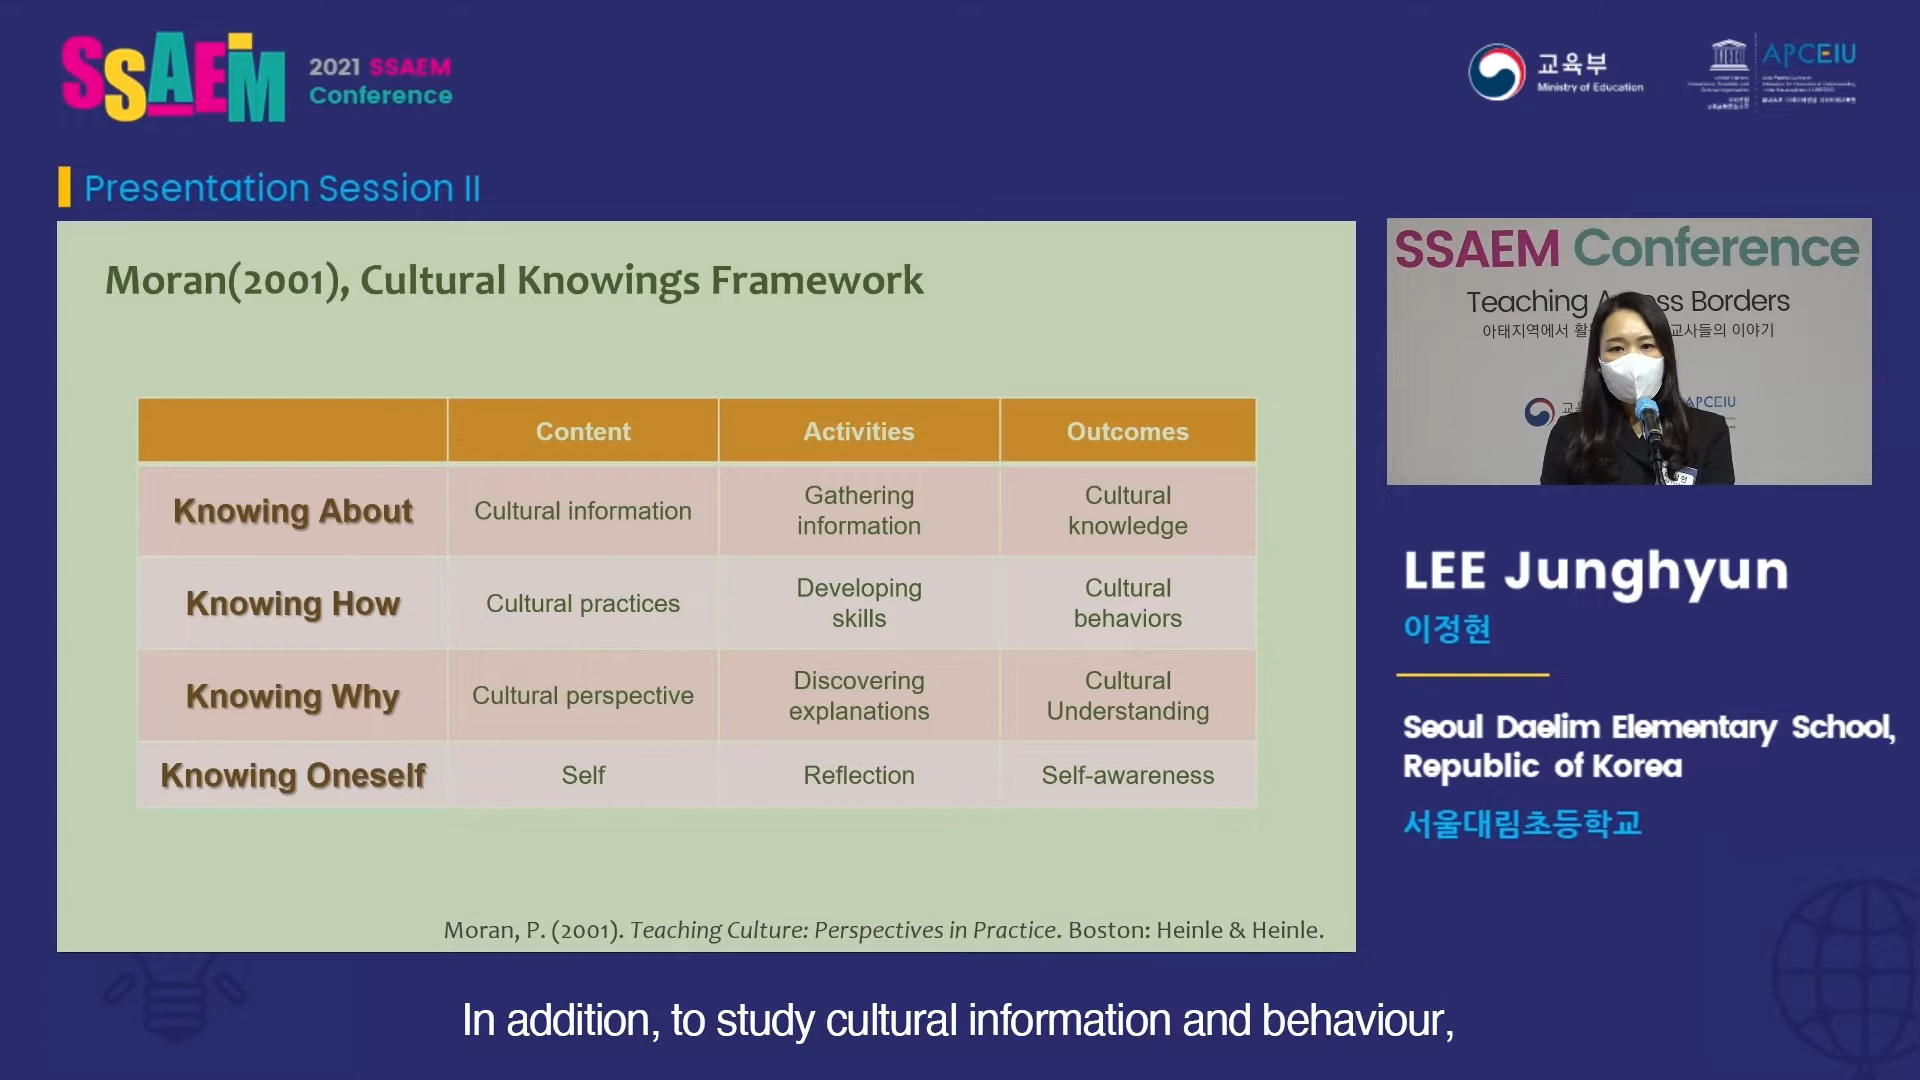 SSAEM
2021 SSAEM
Conference
교육부
Ministry of Education
APCEIU
Presentation Session II
Moran(2001), Cultural Knowings Framework
Content Activities Outcomes
Knowing About Cultural information Gathering information Cultural knowledge
Knowing How Cultural practices Developing skills Cultural behaviors
Knowing Why Cultural perspective Discovering explanations Cultural Understanding
Knowing Oneself Self Reflection Self-awareness
Moran, P. (2001). Teaching Culture: Perspectives in Practice. Boston: Heinle & Heinle.
SSAEM Conference
Teaching Borders
아태지역에서 교사들의 이야기
APCEIU
LEE Junghyun
이정현
Seoul Daelim Elementary School,
Republic of Korea
서울대림초등학교
In addition, to study cultural information and behaviour,